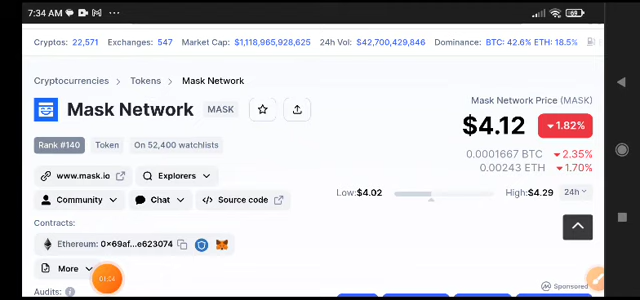 7:34 AM
69
Cryptos: 22,571 Exchanges: 547 Market Cap: $1,118,965,928,625 24h Vol: $42,700,429,846 Dominance: BTC: 42.6% ETH: 18.5%
Cryptocurrencies > Tokens > Mask Network
Mask Network MASK
Mask Network Price (MASK)
$4.12 1.82%
Rank #140 Token On 52,400 watchlists
0.0001667 BTC 2.35%
0.00243 ETH 1.70%
www.mask.io Explorers
Low: $4.02 High: $4.29 24h
Community Chat Source code
Contracts:
Ethereum: 0x69af...e623074
More
01:04
Sponsored
Audits: